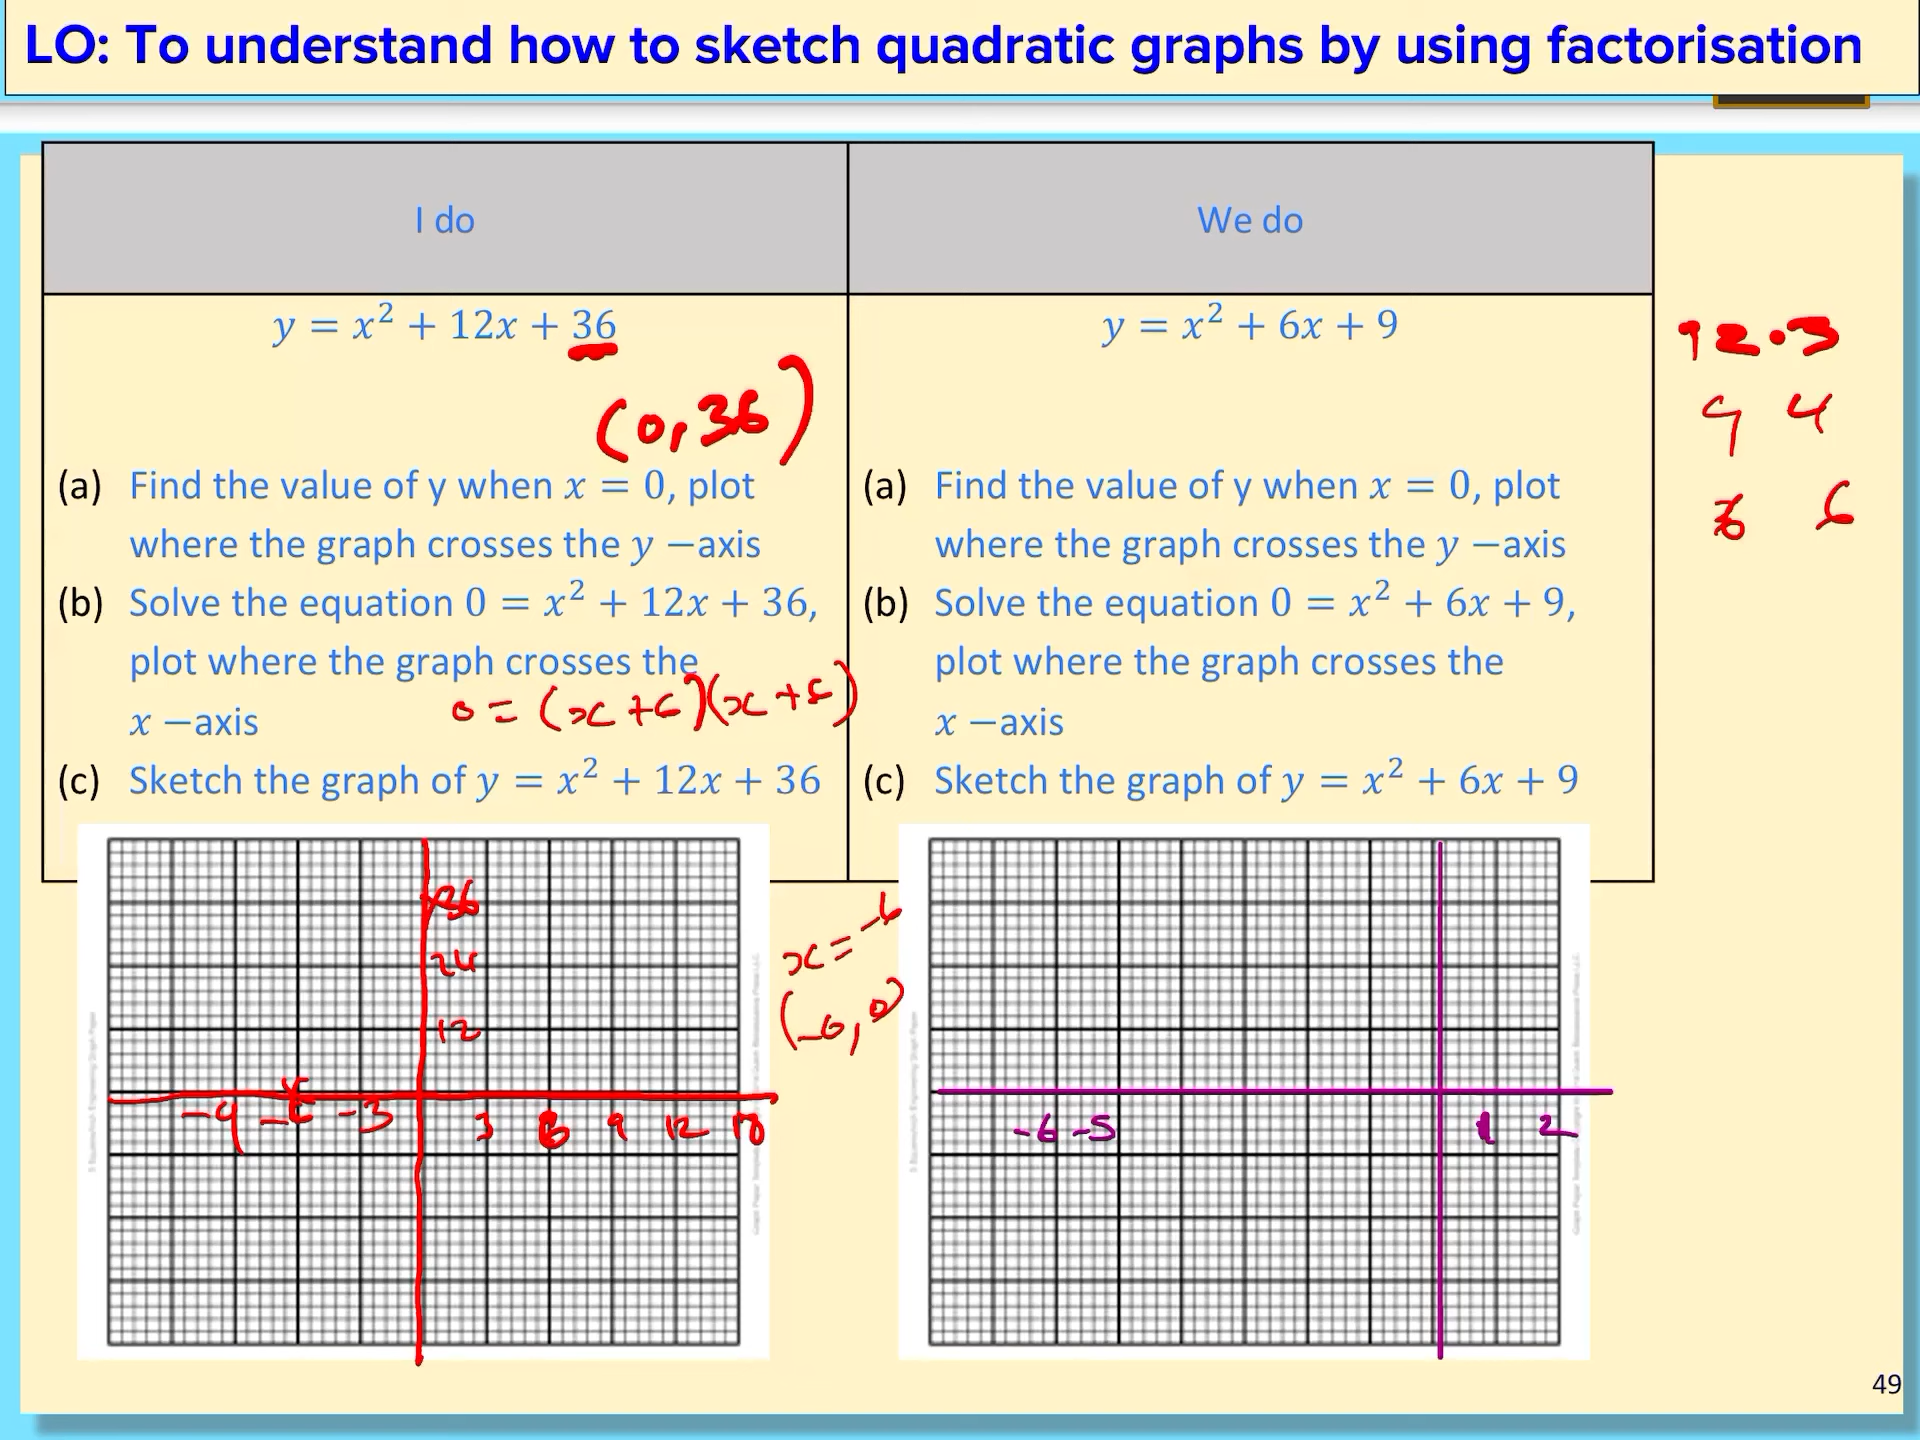 LO: To understand how to sketch quadratic graphs by using factorisation
I do
y = x² + 12x + 36
(0, 36)
(a) Find the value of y when x = 0, plot
where the graph crosses the y −axis
(b) Solve the equation 0 = x² + 12x + 36,
plot where the graph crosses the
x −axis
0 = (x+6)(x+6)
(c) Sketch the graph of y = x² + 12x + 36
We do
y = x² + 6x + 9
(a) Find the value of y when x = 0, plot
where the graph crosses the y −axis
(b) Solve the equation 0 = x² + 6x + 9,
plot where the graph crosses the
x −axis
(c) Sketch the graph of y = x² + 6x + 9
12 · 3
9 4
6
36
24
12
-9 -6 -3 3 6 9 12
x = -6
(-6, 0)
-6 -5 1 2
49